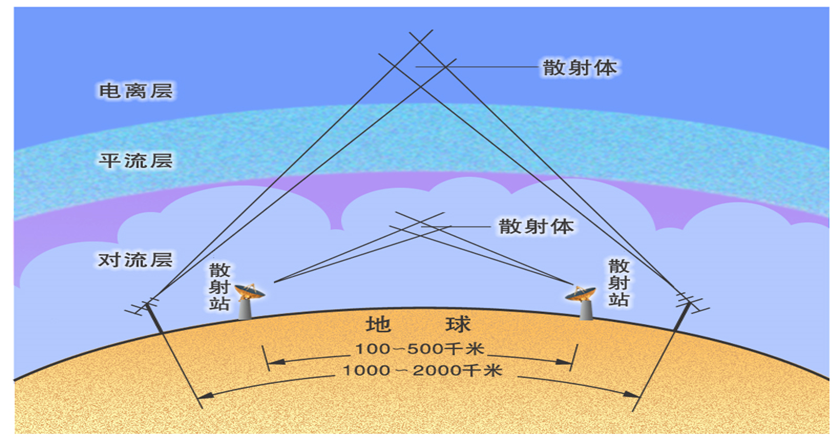 散射体
电离层
平流层
散射体
对流层
散射站
散射站
地 球
100~500千米
1000~2000千米